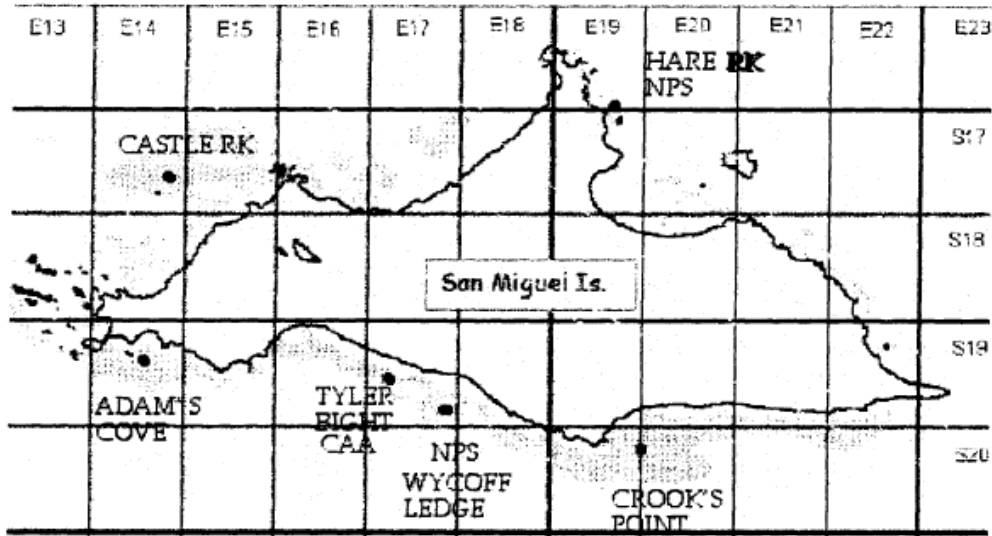 E13 E14 E15 E16 E17 E18 E19 E20 E21 E22 E23
HARE RK
NPS
S17
CASTLE RK
S18
San Miguel Is.
S19
ADAM'S
COVE
TYLER
BIGHT
CAA
NPS
WYCOFF
LEDGE
S20
CROOK'S
POINT